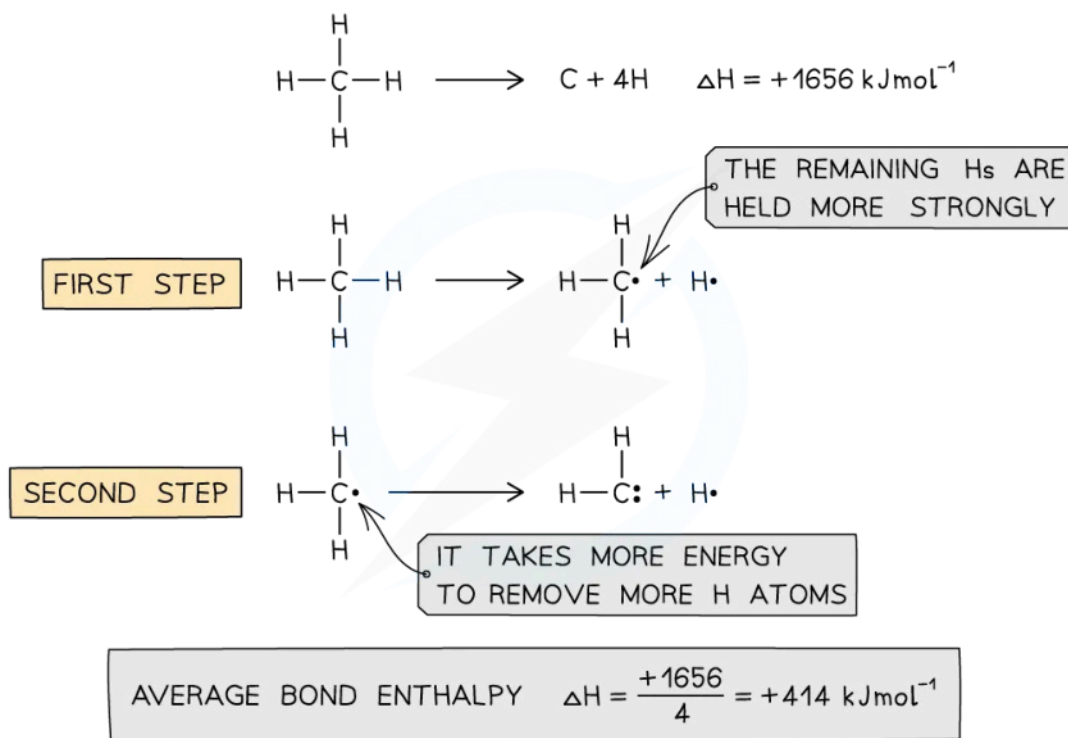 H
H—C—H ⟶ C + 4H ΔH = +1656 kJmol⁻¹
H
THE REMAINING Hs ARE
HELD MORE STRONGLY
H H
FIRST STEP H—C—H ⟶ H—C• + H•
H H
H H
SECOND STEP H—C• ⟶ H—C: + H•
H
IT TAKES MORE ENERGY
TO REMOVE MORE H ATOMS
AVERAGE BOND ENTHALPY ΔH = +1656/4 = +414 kJmol⁻¹